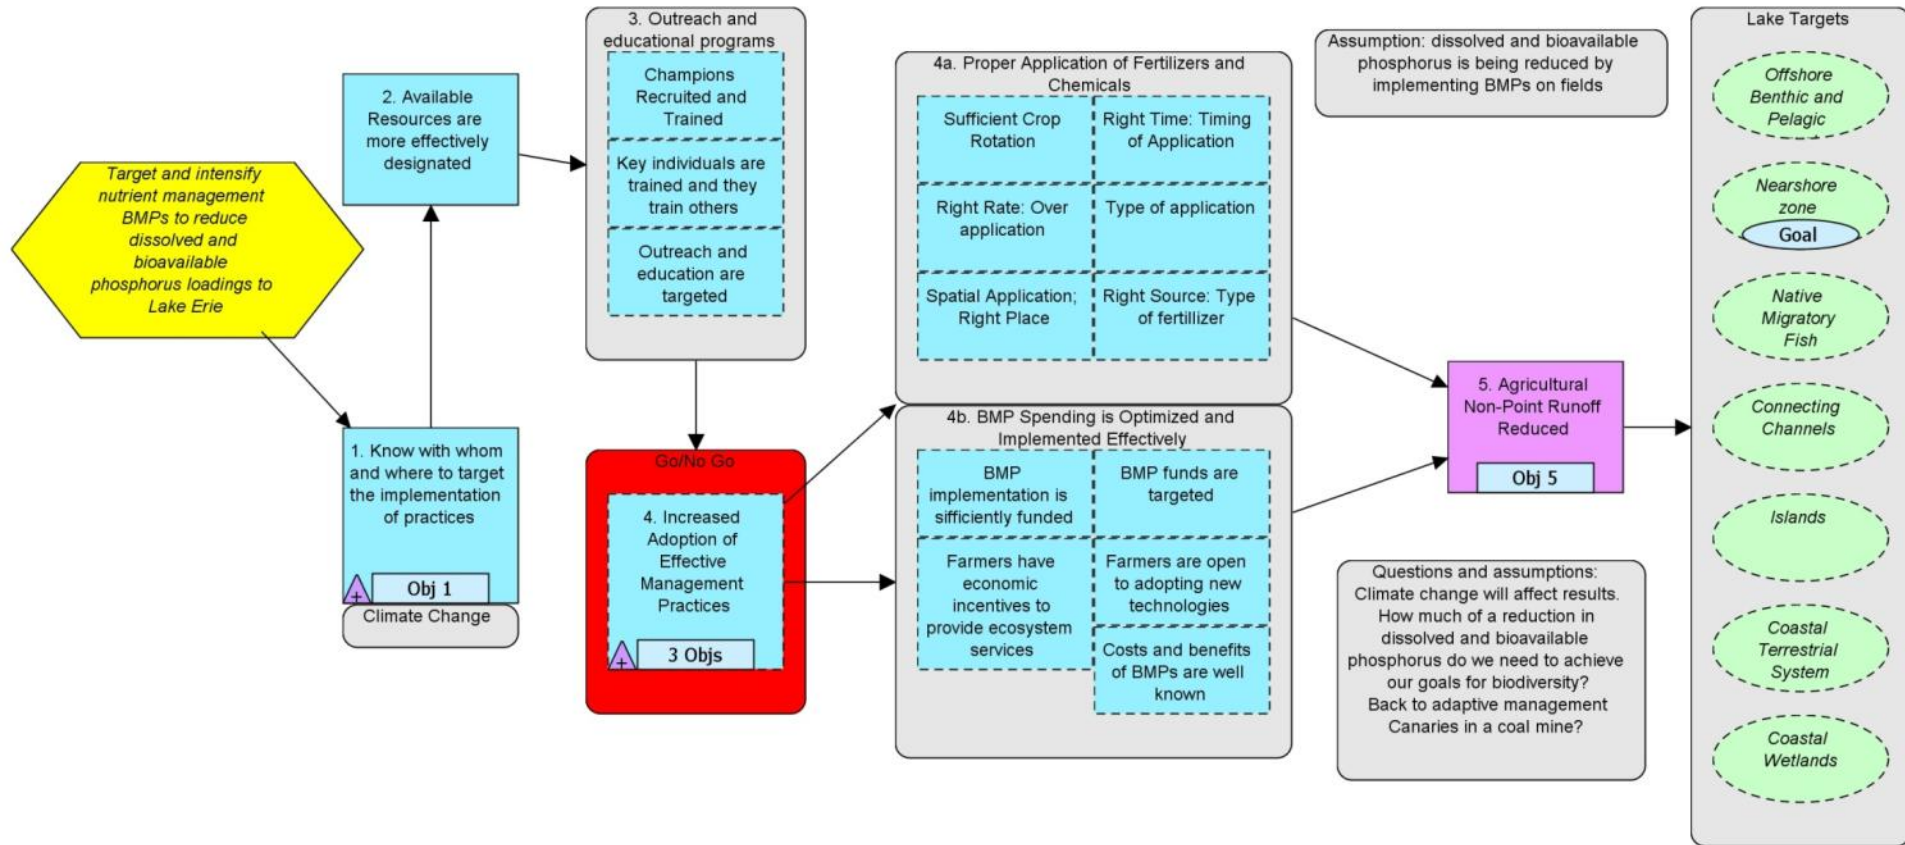 Target and intensify
nutrient management
BMPs to reduce
dissolved and
bioavailable
phosphorus loadings to
Lake Erie
1. Know with whom
and where to target
the implementation
of practices
+
Obj 1
Climate Change
2. Available
Resources are
more effectively
designated
3. Outreach and
educational programs
Champions
Recruited and
Trained
Key individuals are
trained and they
train others
Outreach and
education are
targeted
Go/No Go
4. Increased
Adoption of
Effective
Management
Practices
+
3 Objs
4a. Proper Application of Fertilizers and
Chemicals
Sufficient Crop
Rotation
Right Time: Timing
of Application
Right Rate: Over
application
Type of application
Spatial Application;
Right Place
Right Source: Type
of fertillizer
4b. BMP Spending is Optimized and
Implemented Effectively
BMP
implementation is
sifficiently funded
BMP funds are
targeted
Farmers have
economic
incentives to
provide ecosystem
services
Farmers are open
to adopting new
technologies
Costs and benefits
of BMPs are well
known
Assumption: dissolved and bioavailable
phosphorus is being reduced by
implementing BMPs on fields
5. Agricultural
Non-Point Runoff
Reduced
Obj 5
Questions and assumptions:
Climate change will affect results.
How much of a reduction in
dissolved and bioavailable
phosphorus do we need to achieve
our goals for biodiversity?
Back to adaptive management
Canaries in a coal mine?
Lake Targets
Offshore
Benthic and
Pelagic
Nearshore
zone
Goal
Native
Migratory
Fish
Connecting
Channels
Islands
Coastal
Terrestrial
System
Coastal
Wetlands